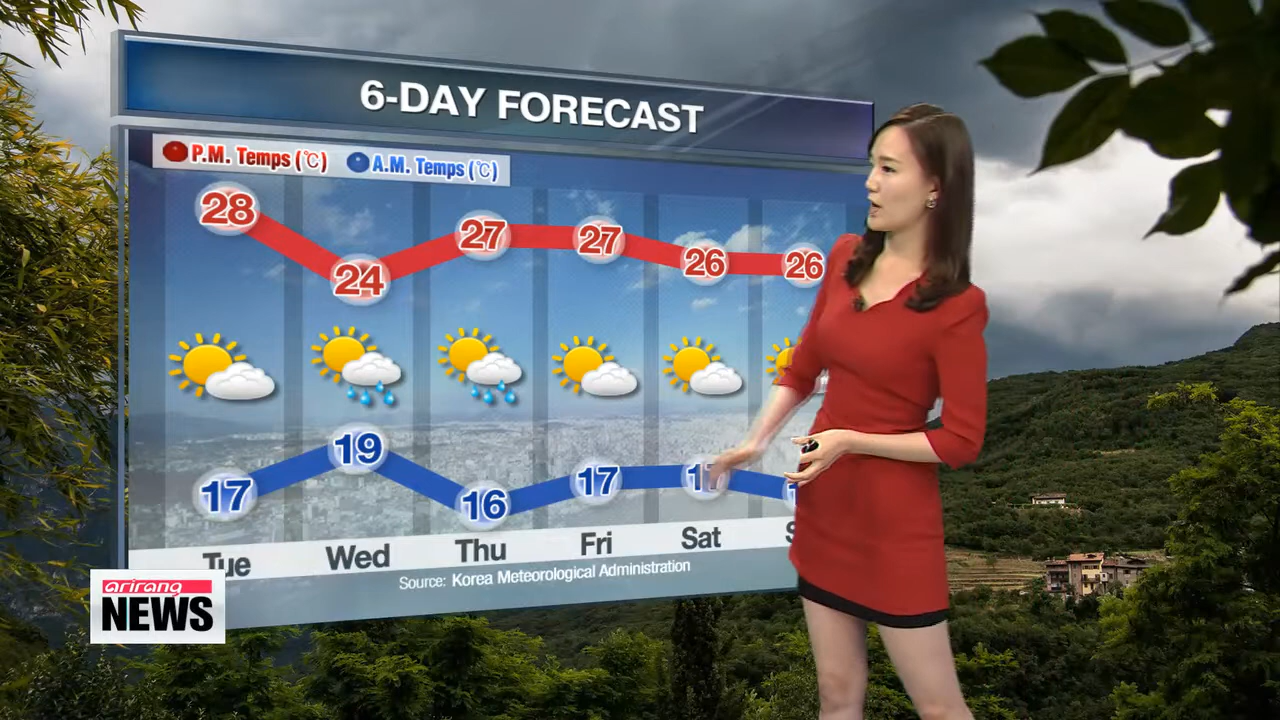 6-DAY FORECAST
P.M. Temps (℃) A.M. Temps (℃)
28 24 27 27 26 26
17 19 16 17
Tue Wed Thu Fri Sat
Source: Korea Meteorological Administration
arirang
NEWS